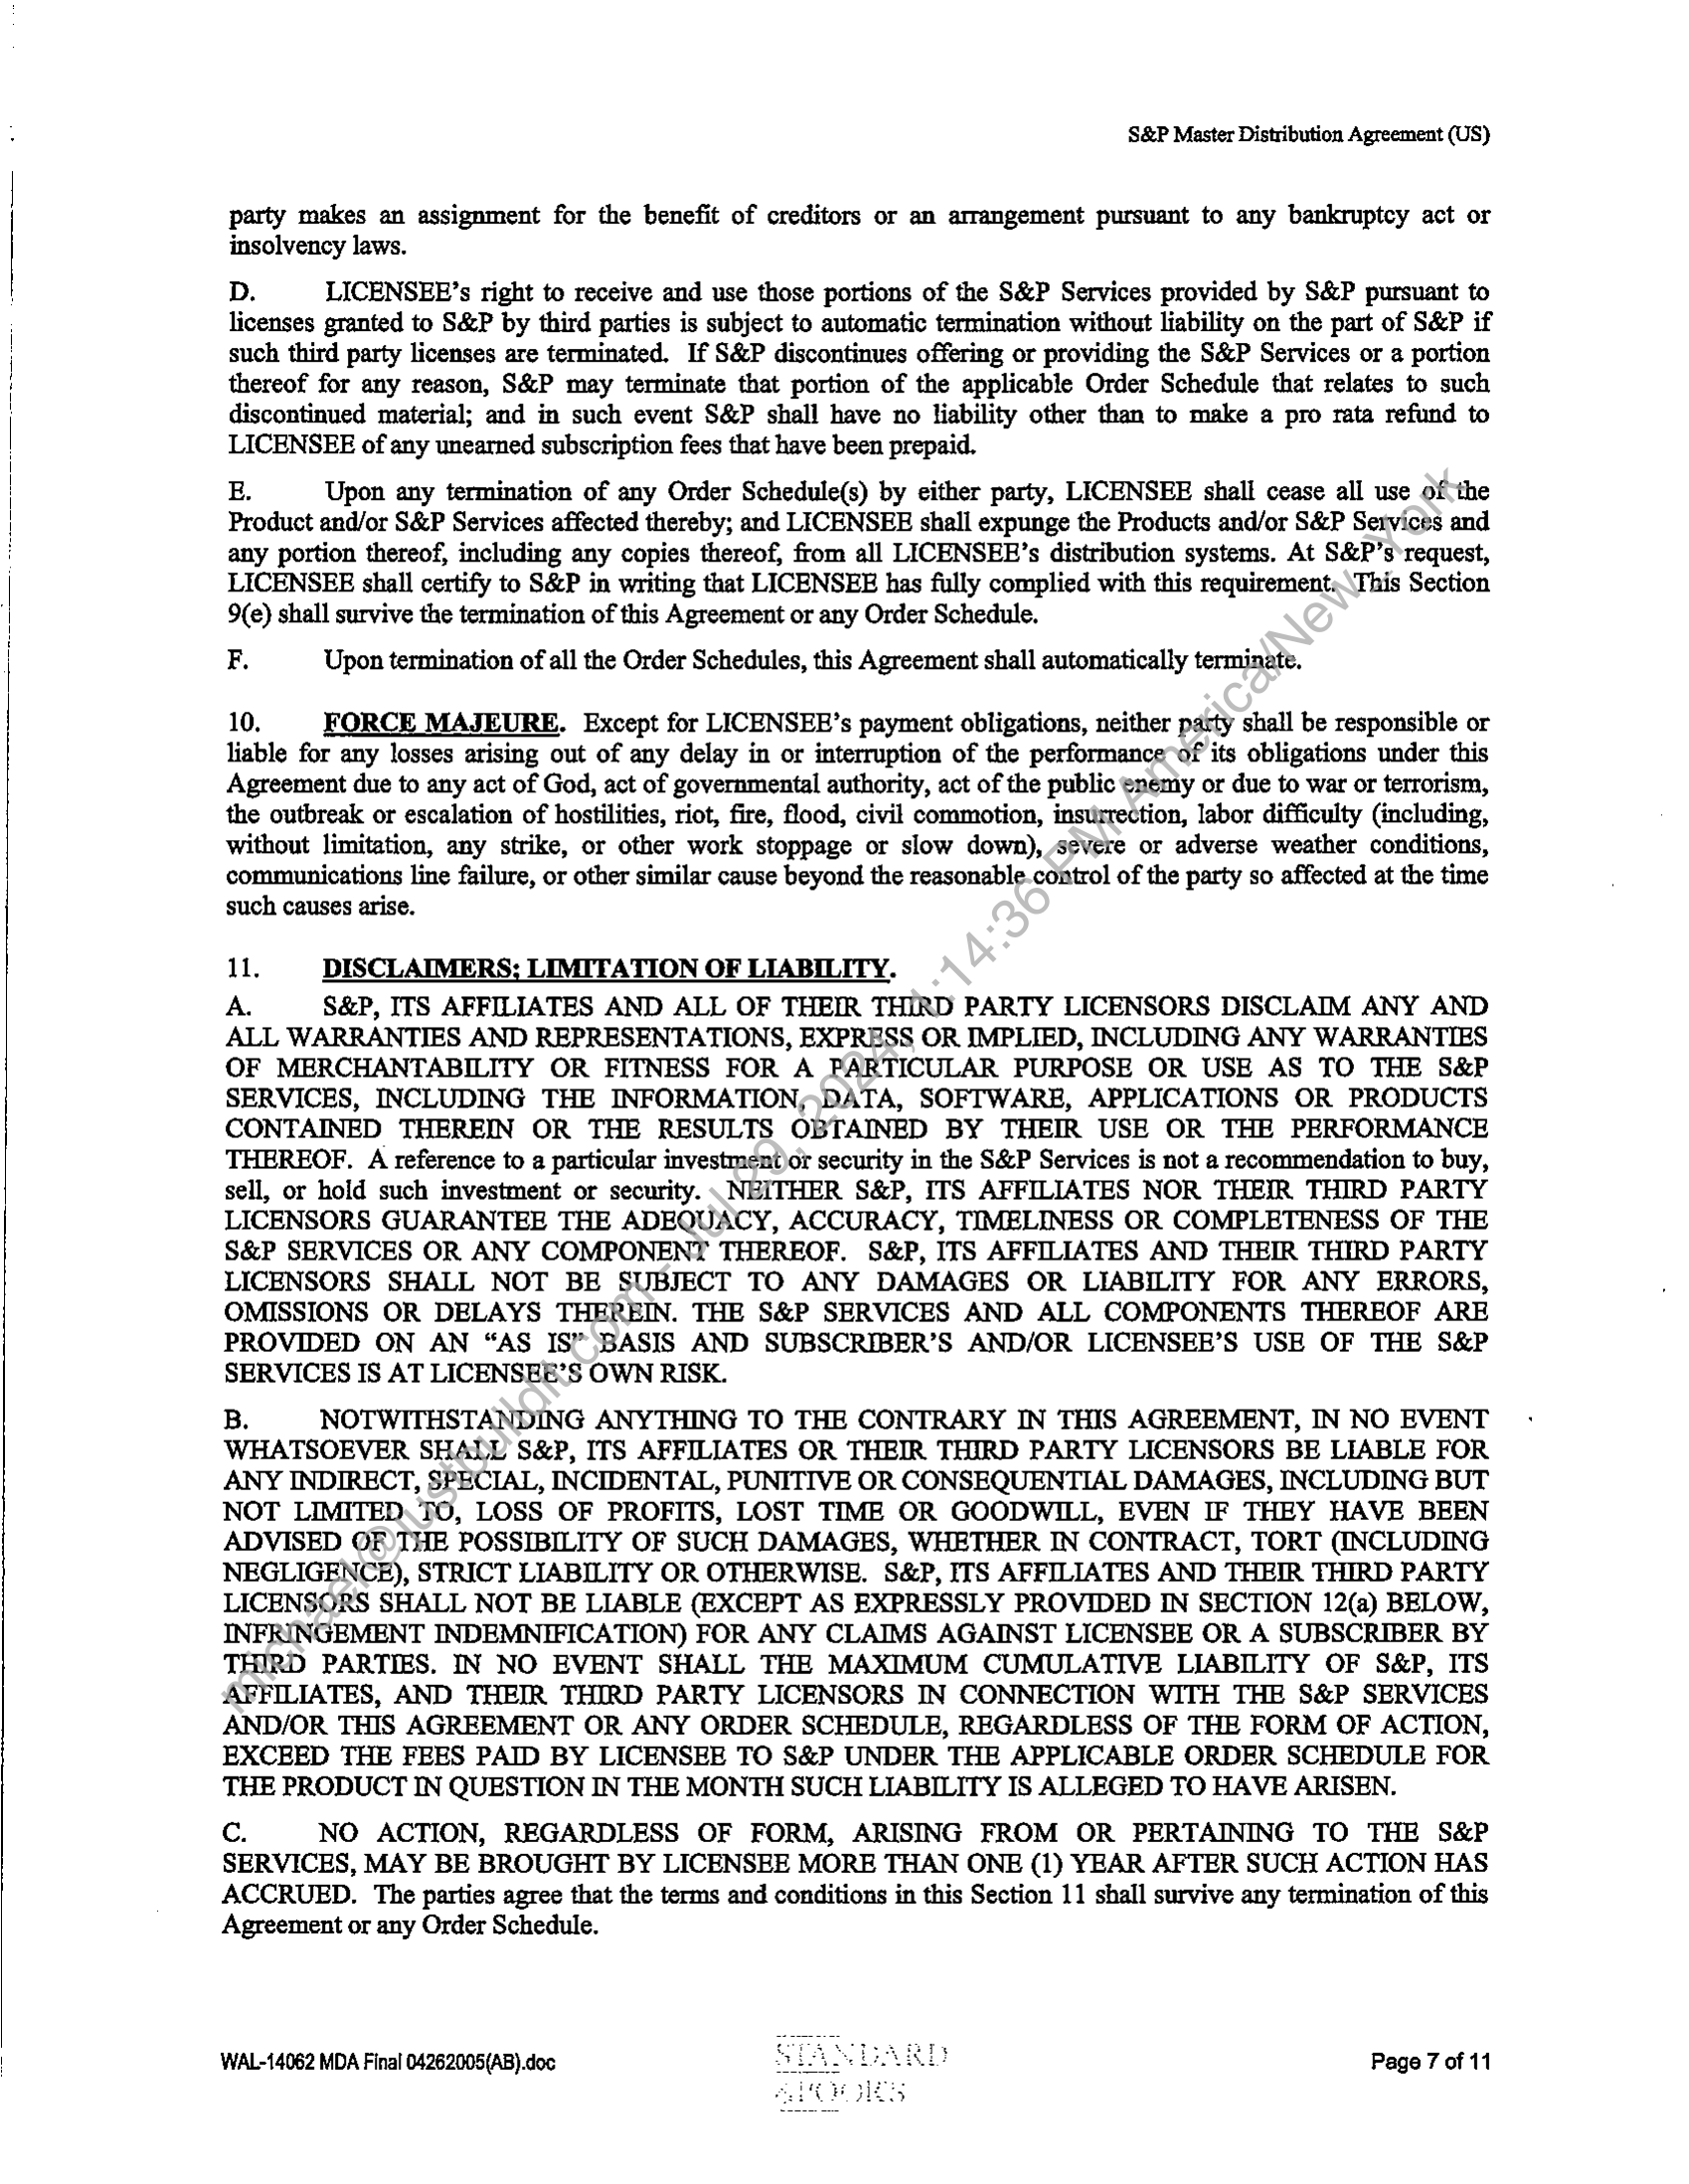 S&P Master Distribution Agreement (US)
party makes an assignment for the benefit of creditors or an arrangement pursuant to any bankruptcy act or
insolvency laws.
D. LICENSEE's right to receive and use those portions of the S&P Services provided by S&P pursuant to
licenses granted to S&P by third parties is subject to automatic termination without liability on the part of S&P if
such third party licenses are terminated. If S&P discontinues offering or providing the S&P Services or a portion
thereof for any reason, S&P may terminate that portion of the applicable Order Schedule that relates to such
discontinued material; and in such event S&P shall have no liability other than to make a pro rata refund to
LICENSEE of any unearned subscription fees that have been prepaid.
E. Upon any termination of any Order Schedule(s) by either party, LICENSEE shall cease all use of the
Product and/or S&P Services affected thereby; and LICENSEE shall expunge the Products and/or S&P Services and
any portion thereof, including any copies thereof, from all LICENSEE's distribution systems. At S&P's request,
LICENSEE shall certify to S&P in writing that LICENSEE has fully complied with this requirement. This Section
9(e) shall survive the termination of this Agreement or any Order Schedule.
F. Upon termination of all the Order Schedules, this Agreement shall automatically terminate.
10. FORCE MAJEURE. Except for LICENSEE's payment obligations, neither party shall be responsible or
liable for any losses arising out of any delay in or interruption of the performance of its obligations under this
Agreement due to any act of God, act of governmental authority, act of the public enemy or due to war or terrorism,
the outbreak or escalation of hostilities, riot, fire, flood, civil commotion, insurrection, labor difficulty (including,
without limitation, any strike, or other work stoppage or slow down), severe or adverse weather conditions,
communications line failure, or other similar cause beyond the reasonable control of the party so affected at the time
such causes arise.
11. DISCLAIMERS; LIMITATION OF LIABILITY.
A. S&P, ITS AFFILIATES AND ALL OF THEIR THIRD PARTY LICENSORS DISCLAIM ANY AND
ALL WARRANTIES AND REPRESENTATIONS, EXPRESS OR IMPLIED, INCLUDING ANY WARRANTIES
OF MERCHANTABILITY OR FITNESS FOR A PARTICULAR PURPOSE OR USE AS TO THE S&P
SERVICES, INCLUDING THE INFORMATION, DATA, SOFTWARE, APPLICATIONS OR PRODUCTS
CONTAINED THEREIN OR THE RESULTS OBTAINED BY THEIR USE OR THE PERFORMANCE
THEREOF. A reference to a particular investment or security in the S&P Services is not a recommendation to buy,
sell, or hold such investment or security. NEITHER S&P, ITS AFFILIATES NOR THEIR THIRD PARTY
LICENSORS GUARANTEE THE ADEQUACY, ACCURACY, TIMELINESS OR COMPLETENESS OF THE
S&P SERVICES OR ANY COMPONENT THEREOF. S&P, ITS AFFILIATES AND THEIR THIRD PARTY
LICENSORS SHALL NOT BE SUBJECT TO ANY DAMAGES OR LIABILITY FOR ANY ERRORS,
OMISSIONS OR DELAYS THEREIN. THE S&P SERVICES AND ALL COMPONENTS THEREOF ARE
PROVIDED ON AN “AS IS” BASIS AND SUBSCRIBER'S AND/OR LICENSEE'S USE OF THE S&P
SERVICES IS AT LICENSEE'S OWN RISK.
B. NOTWITHSTANDING ANYTHING TO THE CONTRARY IN THIS AGREEMENT, IN NO EVENT
WHATSOEVER SHALL S&P, ITS AFFILIATES OR THEIR THIRD PARTY LICENSORS BE LIABLE FOR
ANY INDIRECT, SPECIAL, INCIDENTAL, PUNITIVE OR CONSEQUENTIAL DAMAGES, INCLUDING BUT
NOT LIMITED TO, LOSS OF PROFITS, LOST TIME OR GOODWILL, EVEN IF THEY HAVE BEEN
ADVISED OF THE POSSIBILITY OF SUCH DAMAGES, WHETHER IN CONTRACT, TORT (INCLUDING
NEGLIGENCE), STRICT LIABILITY OR OTHERWISE. S&P, ITS AFFILIATES AND THEIR THIRD PARTY
LICENSORS SHALL NOT BE LIABLE (EXCEPT AS EXPRESSLY PROVIDED IN SECTION 12(a) BELOW,
INFRINGEMENT INDEMNIFICATION) FOR ANY CLAIMS AGAINST LICENSEE OR A SUBSCRIBER BY
THIRD PARTIES. IN NO EVENT SHALL THE MAXIMUM CUMULATIVE LIABILITY OF S&P, ITS
AFFILIATES, AND THEIR THIRD PARTY LICENSORS IN CONNECTION WITH THE S&P SERVICES
AND/OR THIS AGREEMENT OR ANY ORDER SCHEDULE, REGARDLESS OF THE FORM OF ACTION,
EXCEED THE FEES PAID BY LICENSEE TO S&P UNDER THE APPLICABLE ORDER SCHEDULE FOR
THE PRODUCT IN QUESTION IN THE MONTH SUCH LIABILITY IS ALLEGED TO HAVE ARISEN.
C. NO ACTION, REGARDLESS OF FORM, ARISING FROM OR PERTAINING TO THE S&P
SERVICES, MAY BE BROUGHT BY LICENSEE MORE THAN ONE (1) YEAR AFTER SUCH ACTION HAS
ACCRUED. The parties agree that the terms and conditions in this Section 11 shall survive any termination of this
Agreement or any Order Schedule.
michael@justbuildit.com - Jul 29, 2024, 1:14:36 PM America/New_York
WAL-14062 MDA Final 04262005(AB).doc
STANDARD
&POORS
Page 7 of 11